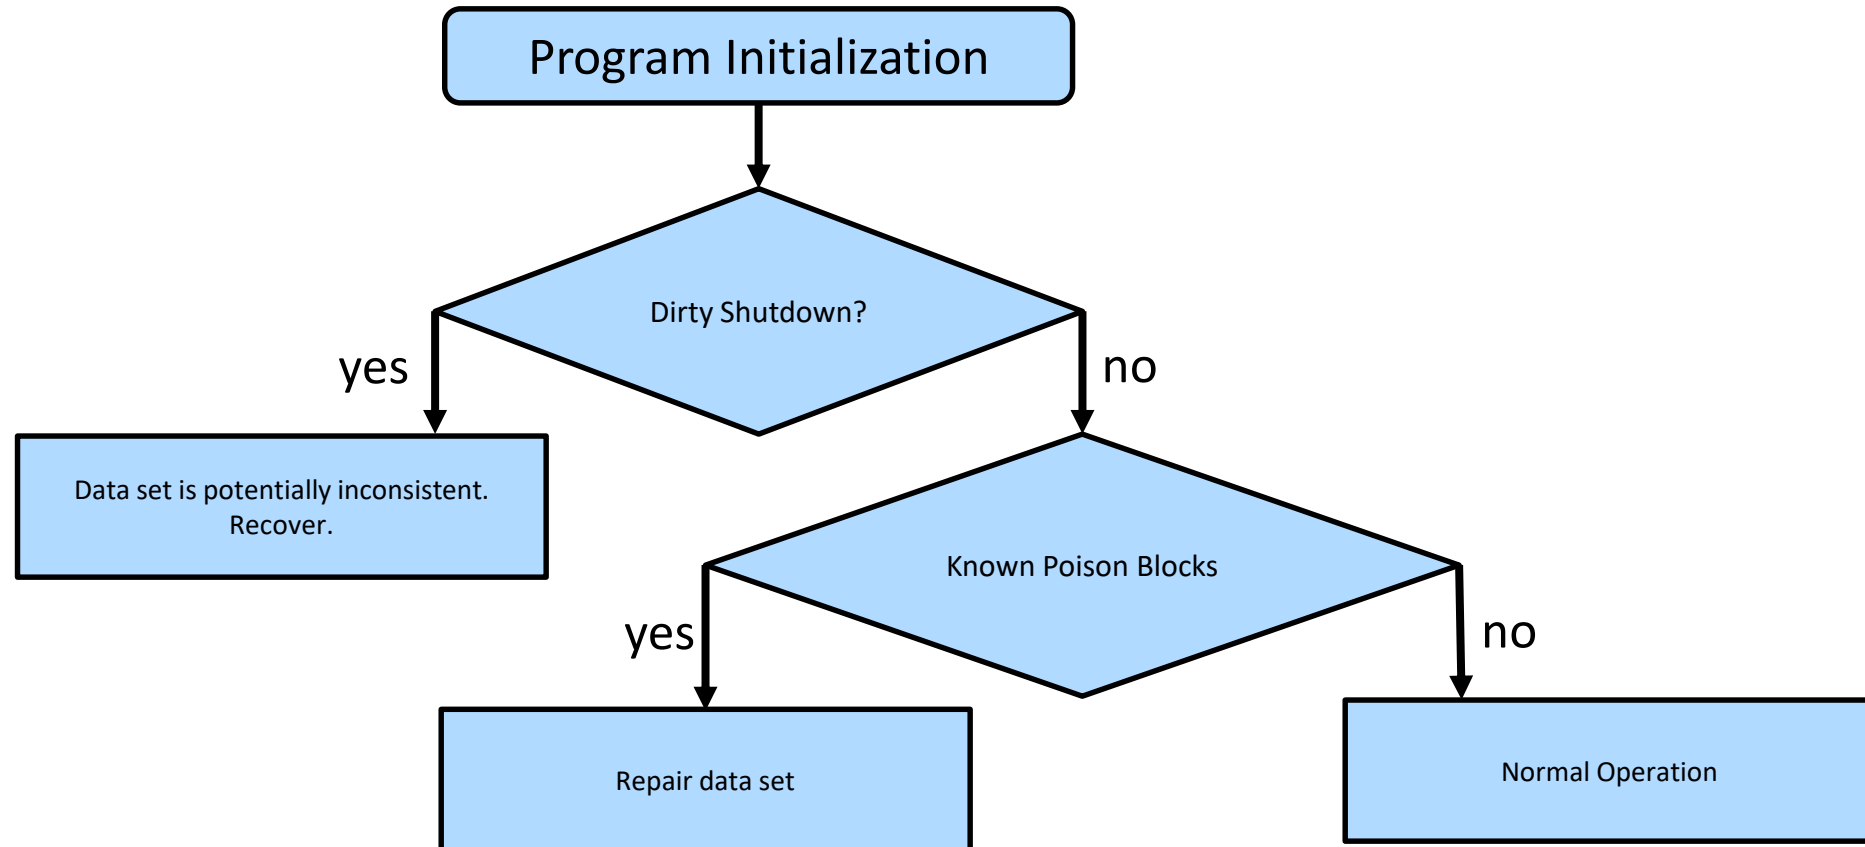 Program Initialization
Dirty Shutdown?
yes
no
Data set is potentially inconsistent.
Recover.
Known Poison Blocks
yes
no
Repair data set
Normal Operation